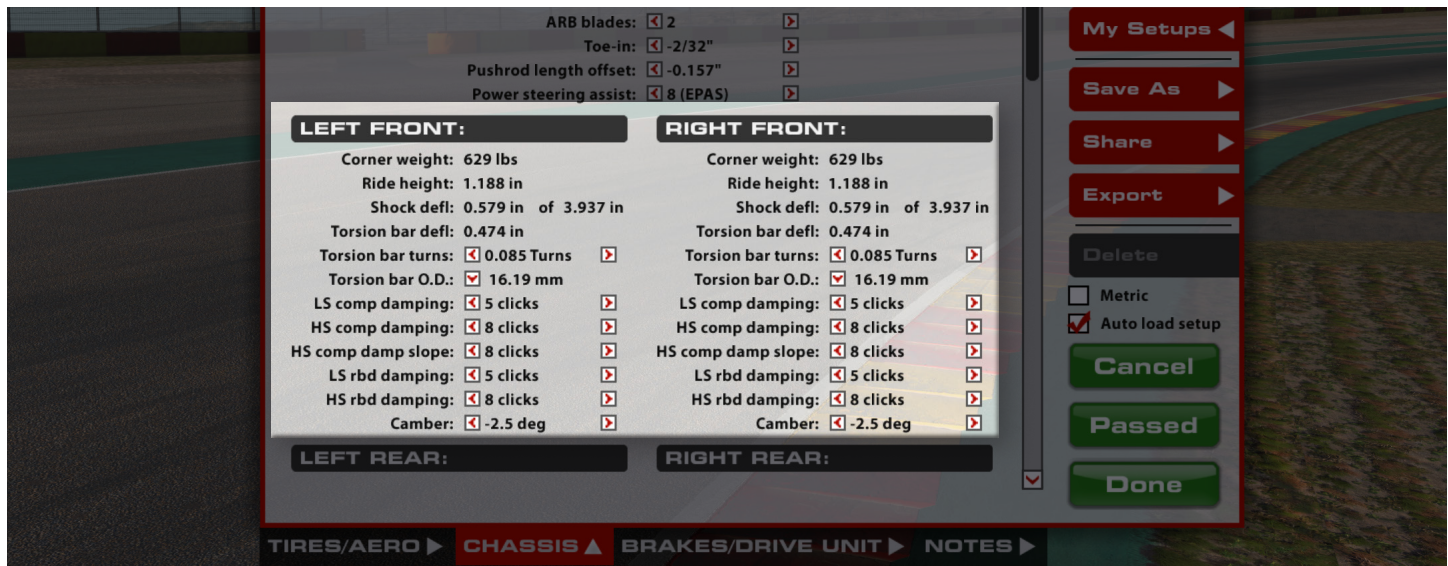 ARB blades: 2
My Setups
Toe-in: -2/32"
Pushrod length offset: -0.157"
Power steering assist: 8 (EPAS)
Save As
LEFT FRONT:
Corner weight: 629 lbs
Ride height: 1.188 in
Shock defl: 0.579 in of 3.937 in
Torsion bar defl: 0.474 in
Torsion bar turns: 0.085 Turns
Torsion bar O.D.: 16.19 mm
LS comp damping: 5 clicks
HS comp damping: 8 clicks
HS comp damp slope: 8 clicks
LS rbd damping: 5 clicks
HS rbd damping: 8 clicks
Camber: -2.5 deg
RIGHT FRONT:
Corner weight: 629 lbs
Ride height: 1.188 in
Shock defl: 0.579 in of 3.937 in
Torsion bar defl: 0.474 in
Torsion bar turns: 0.085 Turns
Torsion bar O.D.: 16.19 mm
LS comp damping: 5 clicks
HS comp damping: 8 clicks
HS comp damp slope: 8 clicks
LS rbd damping: 5 clicks
HS rbd damping: 8 clicks
Camber: -2.5 deg
LEFT REAR:
RIGHT REAR:
Share
Export
Delete
Metric
Auto load setup
Cancel
Passed
Done
TIRES/AERO
CHASSIS
BRAKES/DRIVE UNIT
NOTES